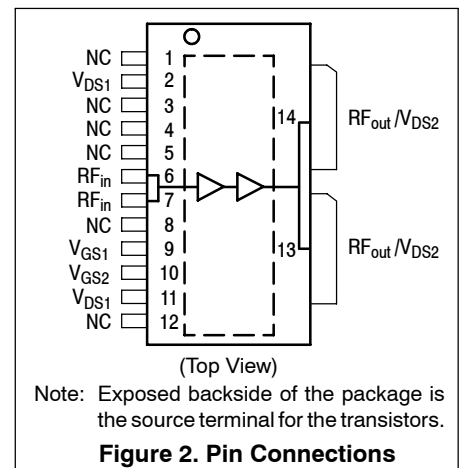 NC 1
VDS1 2
NC 3
NC 4
NC 5
RFin 6
RFin 7
NC 8
VGS1 9
VGS2 10
VDS1 11
NC 12
14 RFout/VDS2
13 RFout/VDS2
(Top View)
Note: Exposed backside of the package is
the source terminal for the transistors.
Figure 2. Pin Connections